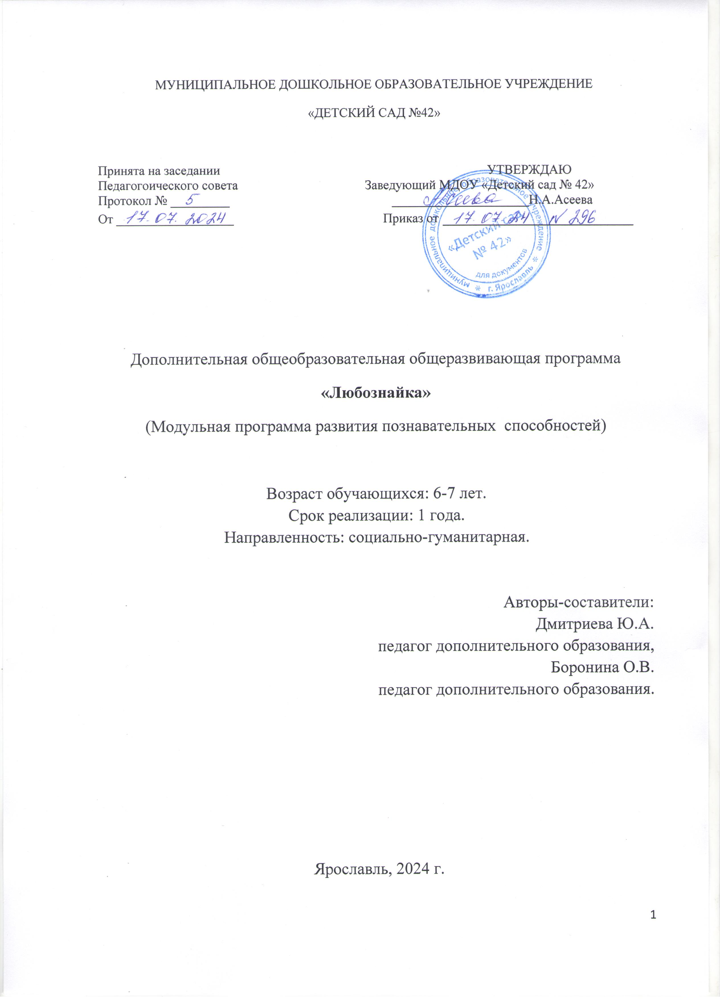 МУНИЦИПАЛЬНОЕ ДОШКОЛЬНОЕ ОБРАЗОВАТЕЛЬНОЕ УЧРЕЖДЕНИЕ
«ДЕТСКИЙ САД №42»
Принята на заседании
Педагогоического совета
Протокол № 5
От 17.07.2024
УТВЕРЖДАЮ
Заведующий МДОУ «Детский сад № 42»
Асеева Н.А.Асеева
Приказ от 17.07.24 N 296
муниципальное дошкольное образовательное учреждение * г. Ярославль *
«Детский сад
№ 42»
для документов
Дополнительная общеобразовательная общеразвивающая программа
«Любознайка»
(Модульная программа развития познавательных способностей)
Возраст обучающихся: 6-7 лет.
Срок реализации: 1 года.
Направленность: социально-гуманитарная.
Авторы-составители:
Дмитриева Ю.А.
педагог дополнительного образования,
Боронина О.В.
педагог дополнительного образования.
Ярославль, 2024 г.
1